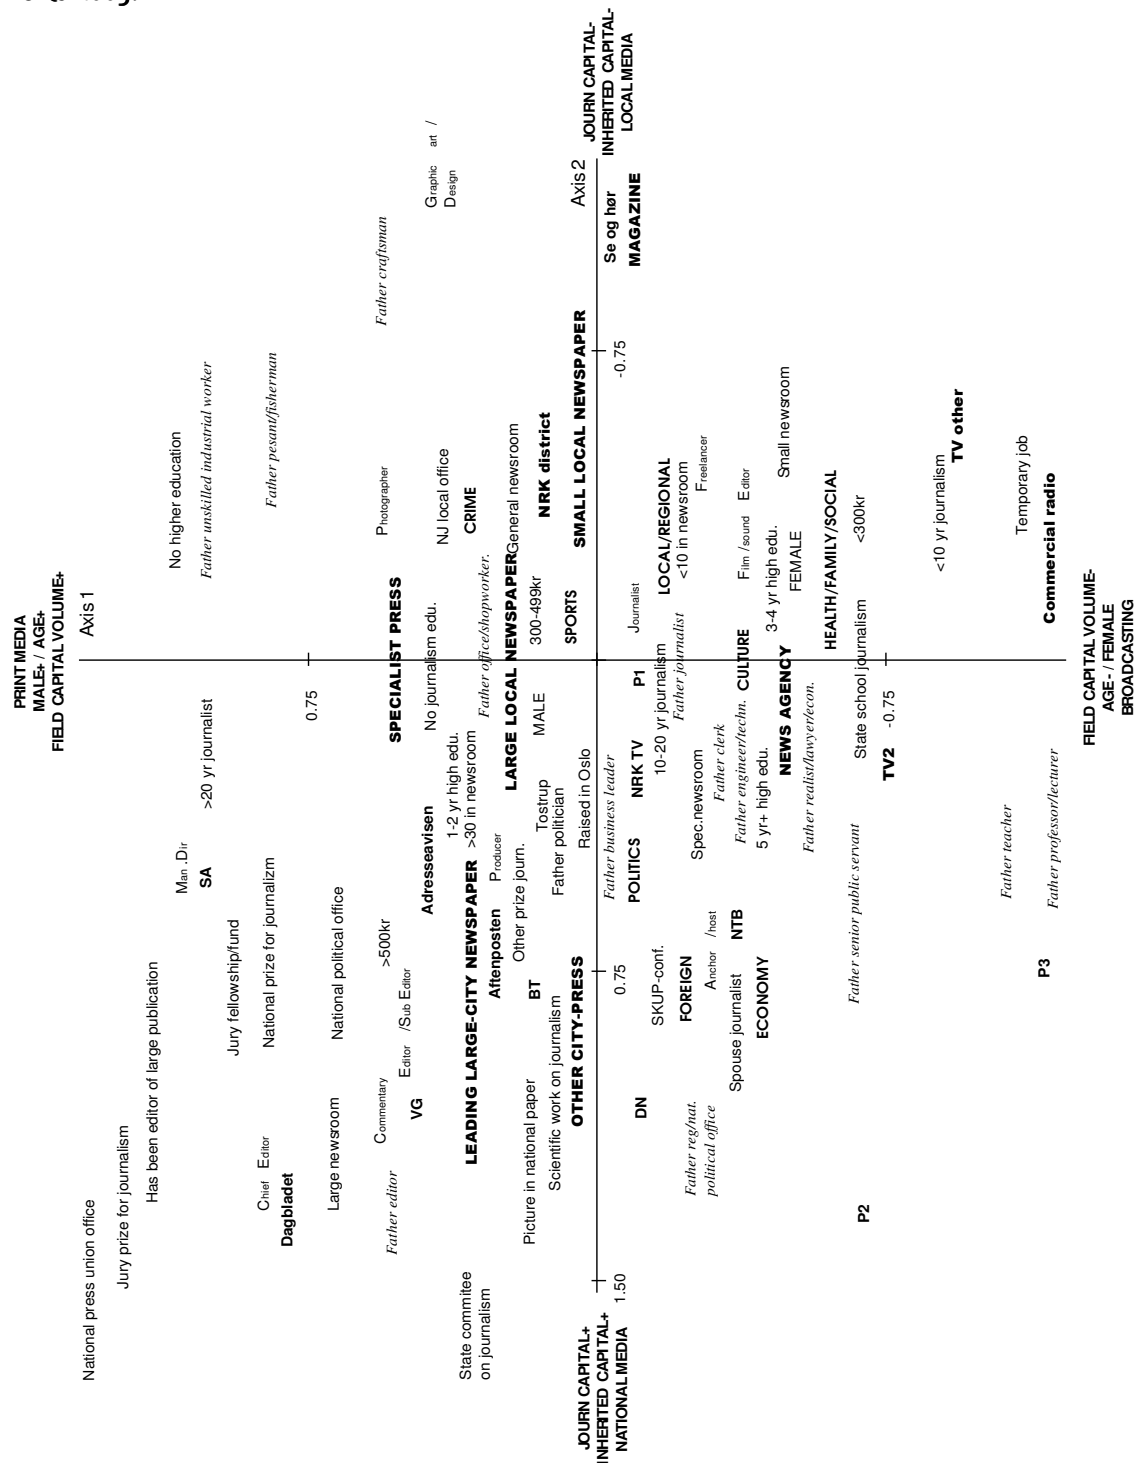 PRINT MEDIA
MALE+ / AGE+
FIELD CAPITAL VOLUME+
Axis 1
National press union office
Jury prize for journalism
Has been editor of large publication
No higher education
Man.Dir
SA
>20 yr journalist
Father unskilled industrial worker
Jury fellowship/fund
Chief Editor
National prize for journalizm
Father pesant/fisherman
Dagbladet
0.75
Large newsroom
National political office
Commentary
>500kr
Photographer
Father craftsman
Father editor
SPECIALIST PRESS
Editor /Sub Editor
VG
Adresseavisen
No journalism edu.
Graphic art /
Design
NJ local office
1-2 yr high edu.
State commitee
on journalism
LEADING LARGE-CITY NEWSPAPER
>30 in newsroom
CRIME
Father office/shopworker.
Aftenposten
Producer
LARGE LOCAL NEWSPAPER
General newsroom
Other prize journ.
Picture in national paper
BT
MALE
300-499kr
Tostrup
NRK district
Scientific work on journalism
Father politician
SPORTS
OTHER CITY-PRESS
Raised in Oslo
SMALL LOCAL NEWSPAPER
Axis 2
JOURN CAPITAL+
INHERITED CAPITAL+
NATIONAL MEDIA
JOURN CAPITAL-
INHERITED CAPITAL-
LOCAL MEDIA
1.50
0.75
-0.75
Father business leader
Se og hør
MAGAZINE
DN
POLITICS
NRK TV
P1
Journalist
SKUP-conf.
10-20 yr journalism
LOCAL/REGIONAL
Father journalist
<10 in newsroom
FOREIGN
Father reg/nat.
political office
Spec.newsroom
Freelancer
Anchor /host
Father clerk
Spouse journalist
NTB
Father engineer/techn.
CULTURE
Film /sound Editor
ECONOMY
5 yr+ high edu.
3-4 yr high edu.
NEWS AGENCY
Small newsroom
FEMALE
Father realist/lawyer/econ.
HEALTH/FAMILY/SOCIAL
Father senior public servant
State school journalism
<300kr
P2
TV2
-0.75
<10 yr journalism
TV other
Father teacher
Temporary job
P3
Father professor/lecturer
Commercial radio
FIELD CAPITAL VOLUME-
AGE- / FEMALE
BROADCASTING